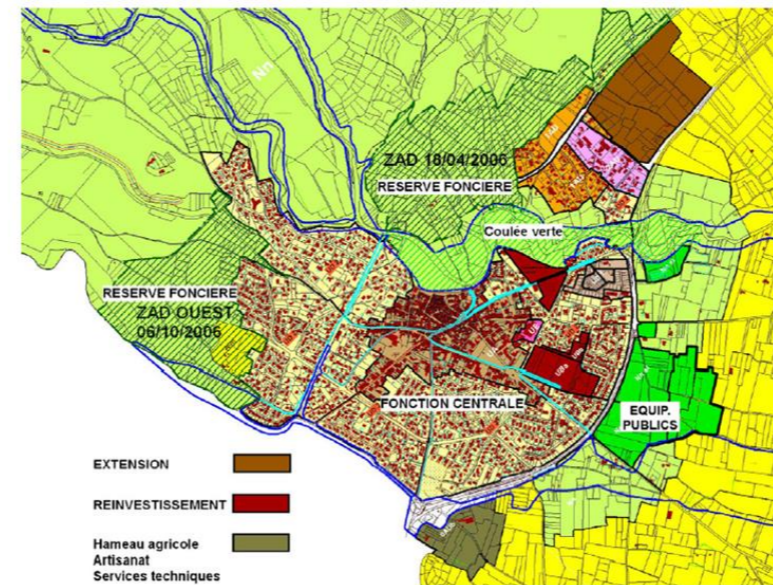 Nn
ZAD 18/04/2006
RESERVE FONCIERE
Coulée verte
RESERVE FONCIERE
ZAD OUEST
06/10/2006
FONCTION CENTRALE
EQUIP.
PUBLICS
EXTENSION
REINVESTISSEMENT
Hameau agricole
Artisanat
Services techniques